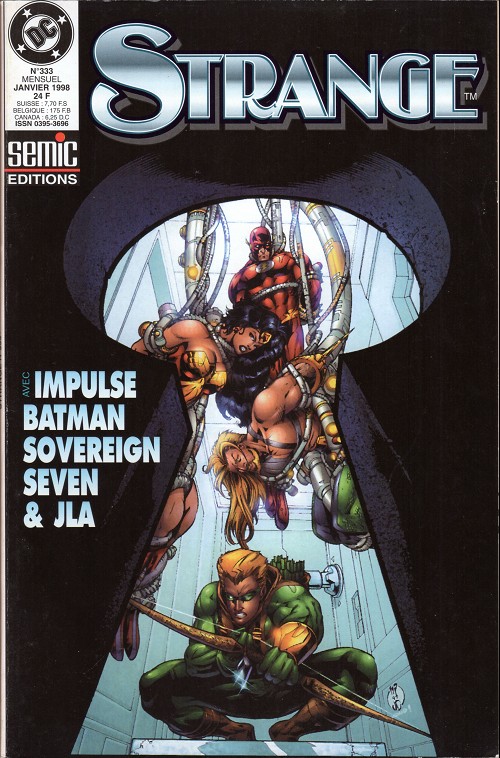 DC
N°333
MENSUEL
JANVIER 1998
24 F
SUISSE : 7,70 F.S
BELGIQUE : 175 F.B
CANADA : 6,25 D.C
ISSN 0395-3696
semic
EDITIONS
STRANGE
TM
AVEC IMPULSE
BATMAN
SOVEREIGN
SEVEN
& JLA